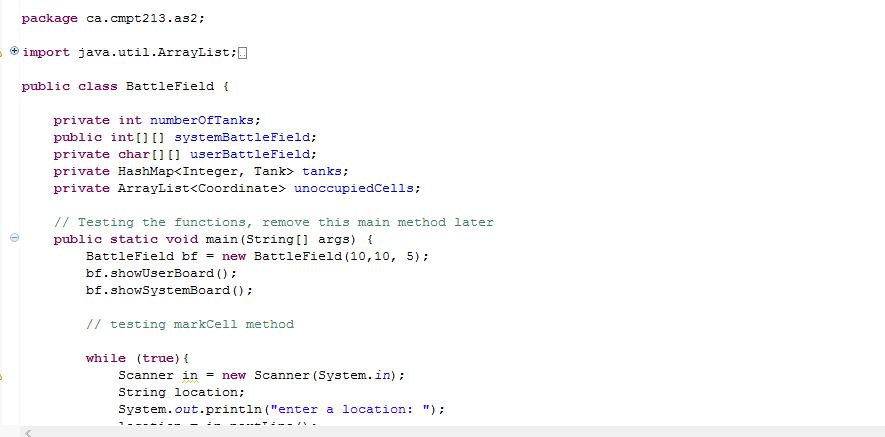 package ca.cmpt213.as2;
import java.util.ArrayList;
public class BattleField {
private int numberOfTanks;
public int[][] systemBattleField;
private char[][] userBattleField;
private HashMap<Integer, Tank> tanks;
private ArrayList<Coordinate> unoccupiedCells;
// Testing the functions, remove this main method later
public static void main(String[] args) {
BattleField bf = new BattleField(10,10, 5);
bf.showUserBoard();
bf.showSystemBoard();
// testing markCell method
while (true){
Scanner in = new Scanner(System.in);
String location;
System.out.println("enter a location: ");